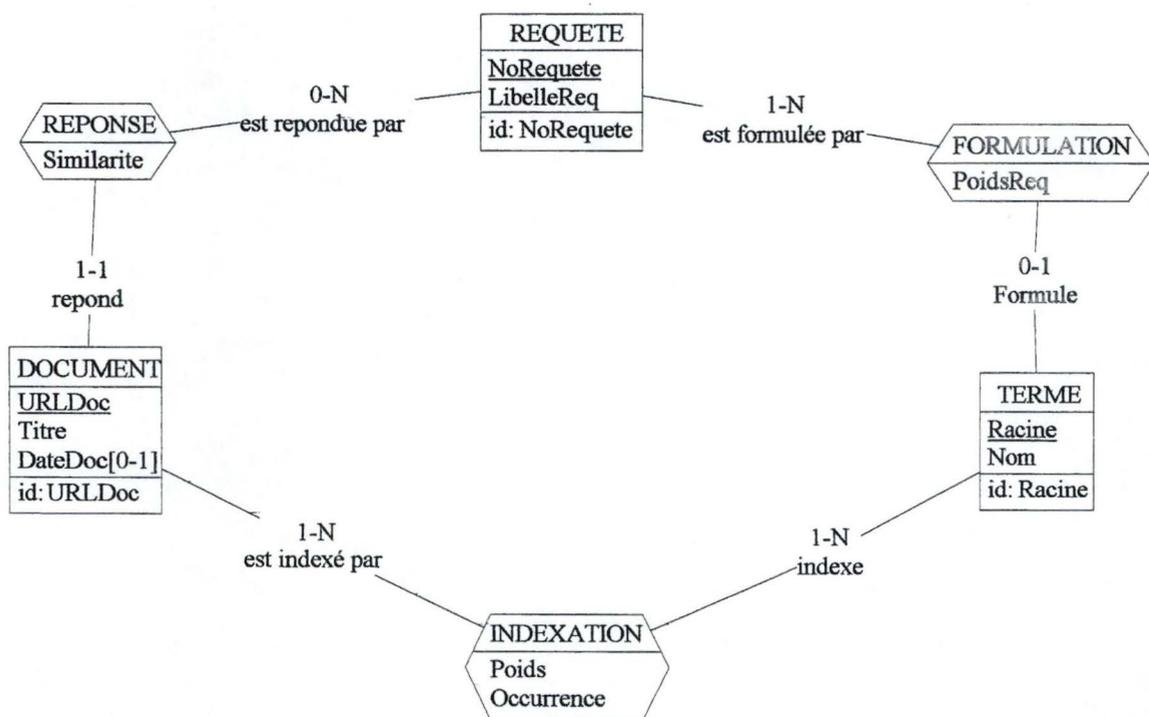 REQUETE
NoRequete
LibelleReq
id: NoRequete
0-N
est repondue par
1-N
est formulée par
REPONSE
Similarite
FORMULATION
PoidsReq
1-1
repond
0-1
Formule
DOCUMENT
URLDoc
Titre
DateDoc[0-1]
id: URLDoc
TERME
Racine
Nom
id: Racine
1-N
est indexé par
1-N
indexe
INDEXATION
Poids
Occurrence